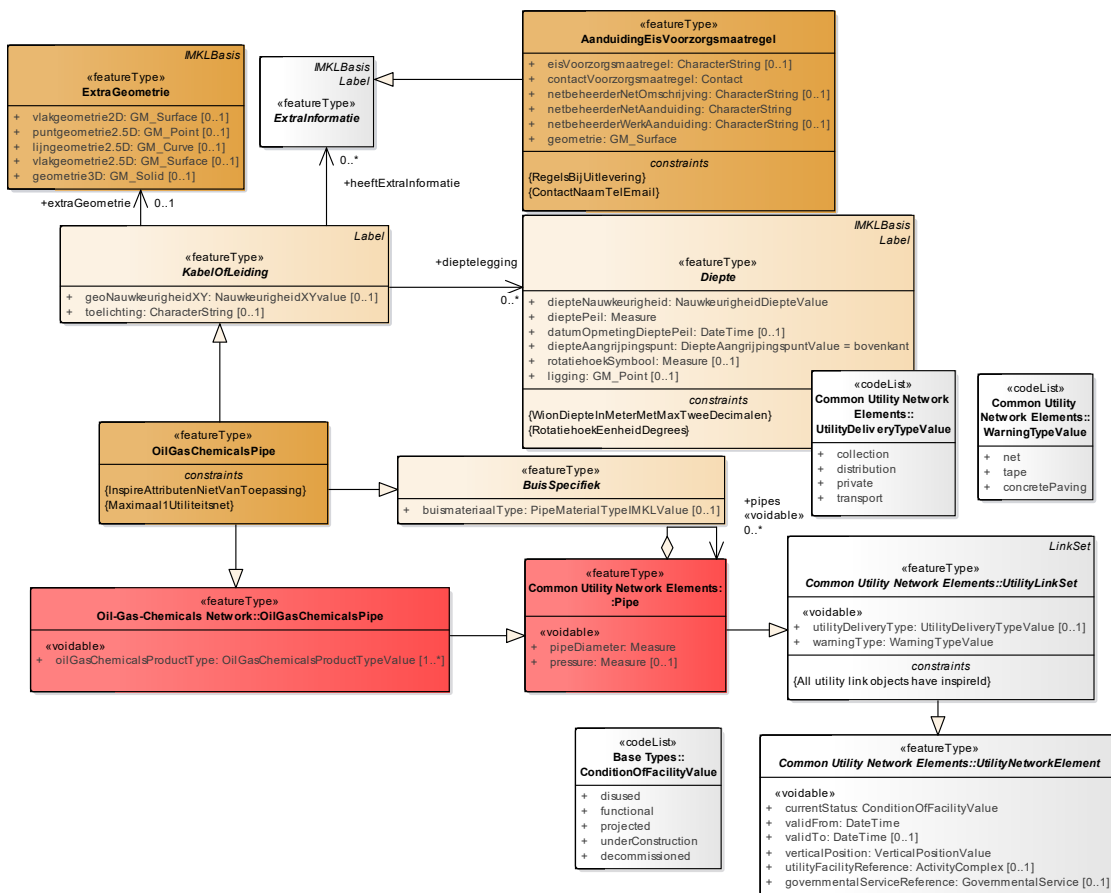 IMKLBasis
«featureType»
ExtraGeometrie
+ vlakgeometrie2D: GM_Surface [0..1]
+ puntgeometrie2.5D: GM_Point [0..1]
+ lijngeometrie2.5D: GM_Curve [0..1]
+ vlakgeometrie2.5D: GM_Surface [0..1]
+ geometrie3D: GM_Solid [0..1]
IMKLBasis
Label
«featureType»
ExtraInformatie
«featureType»
AanduidingEisVoorzorgsmaatregel
+ eisVoorzorgsmaatregel: CharacterString [0..1]
+ contactVoorzorgsmaatregel: Contact
+ netbeheerderNetOmschrijving: CharacterString [0..1]
+ netbeheerderNetAanduiding: CharacterString
+ netbeheerderWerkAanduiding: CharacterString [0..1]
+ geometrie: GM_Surface
constraints
{RegelsBijUitlevering}
{ContactNaamTelEmail}
0..*
+heeftExtraInformatie
+extraGeometrie
0..1
Label
«featureType»
KabelOfLeiding
+ geoNauwkeurigheidXY: NauwkeurigheidXYvalue [0..1]
+ toelichting: CharacterString [0..1]
+dieptelegging
0..*
IMKLBasis
Label
«featureType»
Diepte
+ diepteNauwkeurigheid: NauwkeurigheidDiepteValue
+ dieptePeil: Measure
+ datumOpmetingDieptePeil: DateTime [0..1]
+ diepteAangrijpingspunt: DiepteAangrijpingspuntValue = bovenkant
+ rotatiehoekSymbool: Measure [0..1]
+ ligging: GM_Point [0..1]
constraints
{WionDiepteInMeterMetMaxTweeDecimalen}
{RotatiehoekEenheidDegrees}
«codeList»
Common Utility Network
Elements::
UtilityDeliveryTypeValue
+ collection
+ distribution
+ private
+ transport
«codeList»
Common Utility
Network Elements::
WarningTypeValue
+ net
+ tape
+ concretePaving
«featureType»
OilGasChemicalsPipe
constraints
{InspireAttributenNietVanToepassing}
{Maximaal1Utiliteitsnet}
«featureType»
BuisSpecifiek
+ buismateriaalType: PipeMaterialTypeIMKLValue [0..1]
+pipes
«voidable»
0..*
«featureType»
Oil-Gas-Chemicals Network::OilGasChemicalsPipe
«voidable»
+ oilGasChemicalsProductType: OilGasChemicalsProductTypeValue [1..*]
«featureType»
Common Utility Network Elements:
:Pipe
«voidable»
+ pipeDiameter: Measure
+ pressure: Measure [0..1]
LinkSet
«featureType»
Common Utility Network Elements::UtilityLinkSet
«voidable»
+ utilityDeliveryType: UtilityDeliveryTypeValue [0..1]
+ warningType: WarningTypeValue
constraints
{All utility link objects have inspireId}
«codeList»
Base Types::
ConditionOfFacilityValue
+ disused
+ functional
+ projected
+ underConstruction
+ decommissioned
«featureType»
Common Utility Network Elements::UtilityNetworkElement
«voidable»
+ currentStatus: ConditionOfFacilityValue
+ validFrom: DateTime
+ validTo: DateTime [0..1]
+ verticalPosition: VerticalPositionValue
+ utilityFacilityReference: ActivityComplex [0..1]
+ governmentalServiceReference: GovernmentalService [0..1]